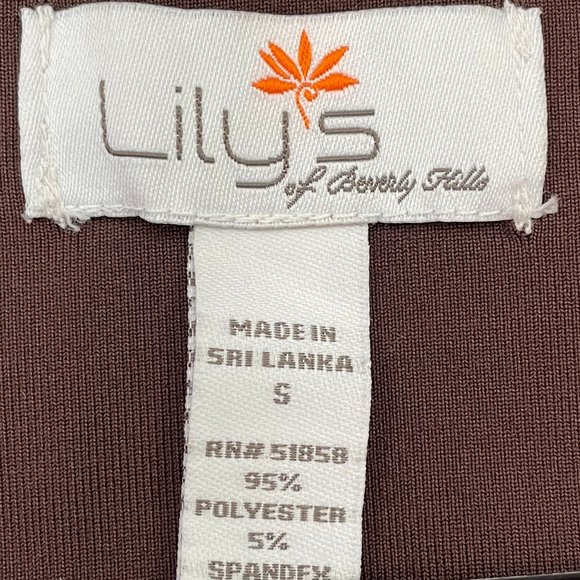 Lily's
of Beverly Hills
MADE IN
SRI LANKA
S
RN# 51858
95%
POLYESTER
5%
SPANDEX